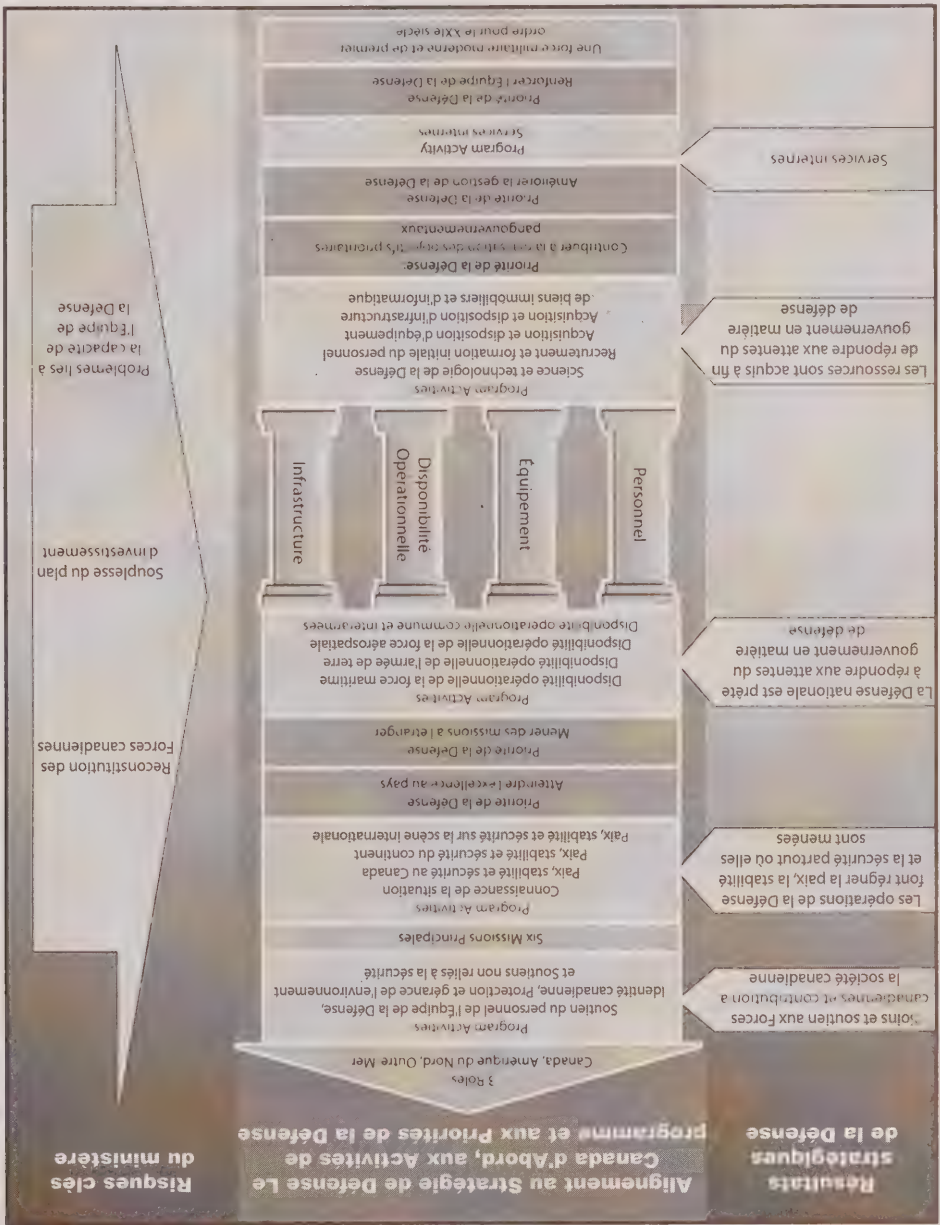 Résultats
stratégiques
de la Défense
Alignement au Stratégie de Défense Le
Canada d'Abord, aux Activités de
programme et aux Priorités de la Défense
Risques clés
du ministère
3 Roles
Canada, Amérique du Nord, Outre Mer
Soins et soutien aux Forces
canadiennes et contribution à
la société canadienne
Program Activities
Soutien du personnel de l'Équipe de la Défense,
Identité canadienne, Protection et gérance de l'environnement
et Soutiens non reliés à la sécurité
Six Missions Principales
Les opérations de la Défense
font régner la paix, la stabilité
et la sécurité partout où elles
sont menées
Program Activities
Connaissance de la situation
Paix, stabilité et sécurité au Canada
Paix, stabilité et sécurité du continent
Paix, stabilité et sécurité sur la scène internationale
Priorité de la Défense
Atteindre l'excellence au pays
Priorité de la Défense
Mener des missions à l'étranger
La Défense nationale est prête
à répondre aux attentes du
gouvernement en matière
de défense
Program Activities
Disponibilité opérationnelle de la force maritime
Disponibilité opérationnelle de l'armée de terre
Disponibilité opérationnelle de la force aérospatiale
Disponibilité opérationnelle commune et interarmées
Reconstitution des
Forces canadiennes
Personnel
Équipement
Disponibilité
Opérationnelle
Infrastructure
Souplesse du plan
d'investissement
Les ressources sont acquis à fin
de répondre aux attentes du
gouvernement en matière
de défense
Program Activities
Science et technologie de la Défense
Recrutement et formation initiale du personnel
Acquisition et disposition d'équipement
Acquisition et disposition d'infrastructure
de biens immobiliers et d'informatique
Priorité de la Défense:
Contribuer à la réalisation des objectifs prioritaires
pangouvernementaux
Priorité de la Défense
Améliorer la gestion de la Défense
Problèmes liés à
la capacité de
l'Équipe de
la Défense
Services internes
Program Activity
Services internes
Priorité de la Défense
Renforcer l'Équipe de la Défense
Une force militaire moderne et de premier
ordre pour le XXIe siècle